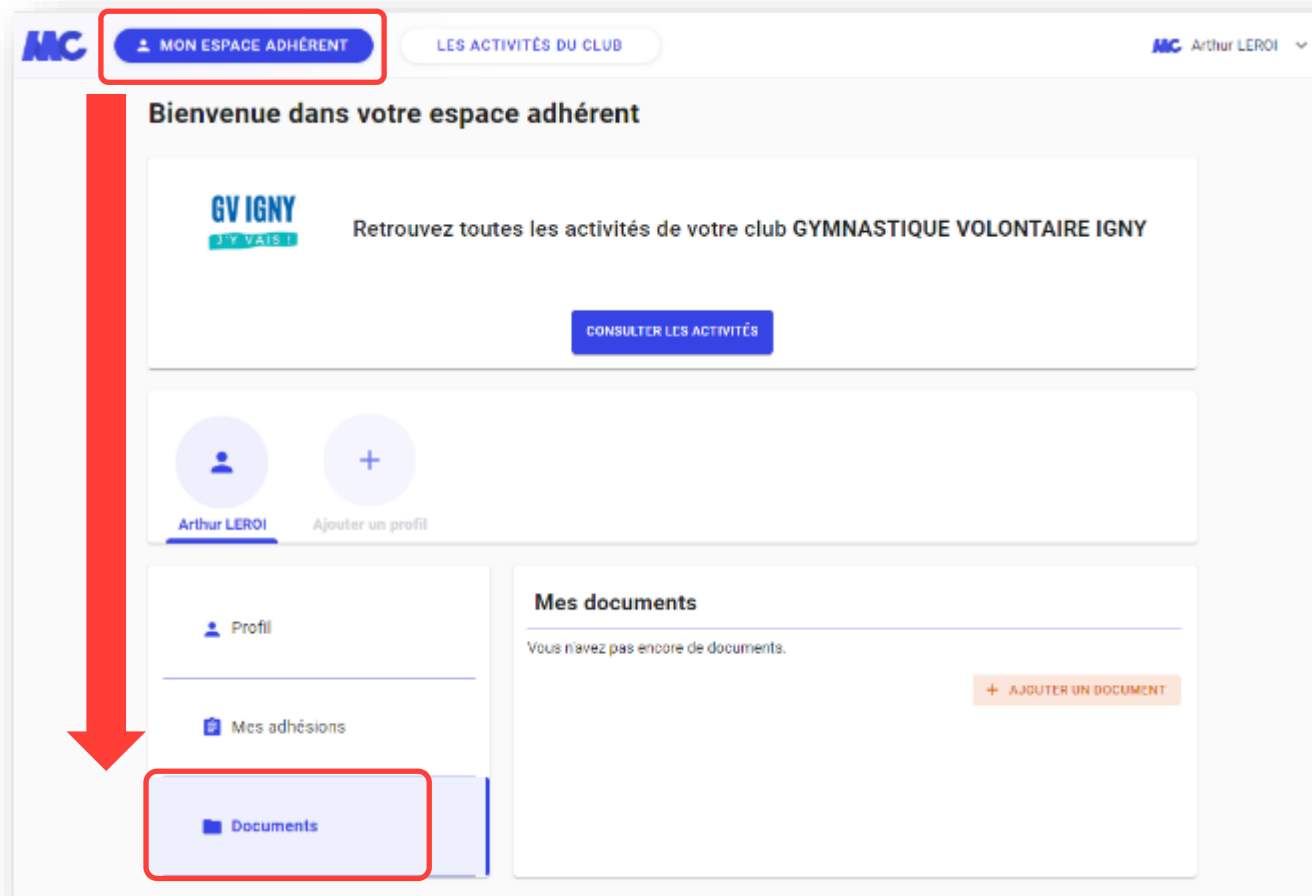 MC
MON ESPACE ADHÉRENT
LES ACTIVITÉS DU CLUB
MC Arthur LEROI
Bienvenue dans votre espace adhérent
GV IGNY
J'Y VAIS !
Retrouvez toutes les activités de votre club GYMNASTIQUE VOLONTAIRE IGNY
CONSULTER LES ACTIVITÉS
Arthur LEROI
Ajouter un profil
Profil
Mes adhésions
Documents
Mes documents
Vous n'avez pas encore de documents.
+ AJOUTER UN DOCUMENT